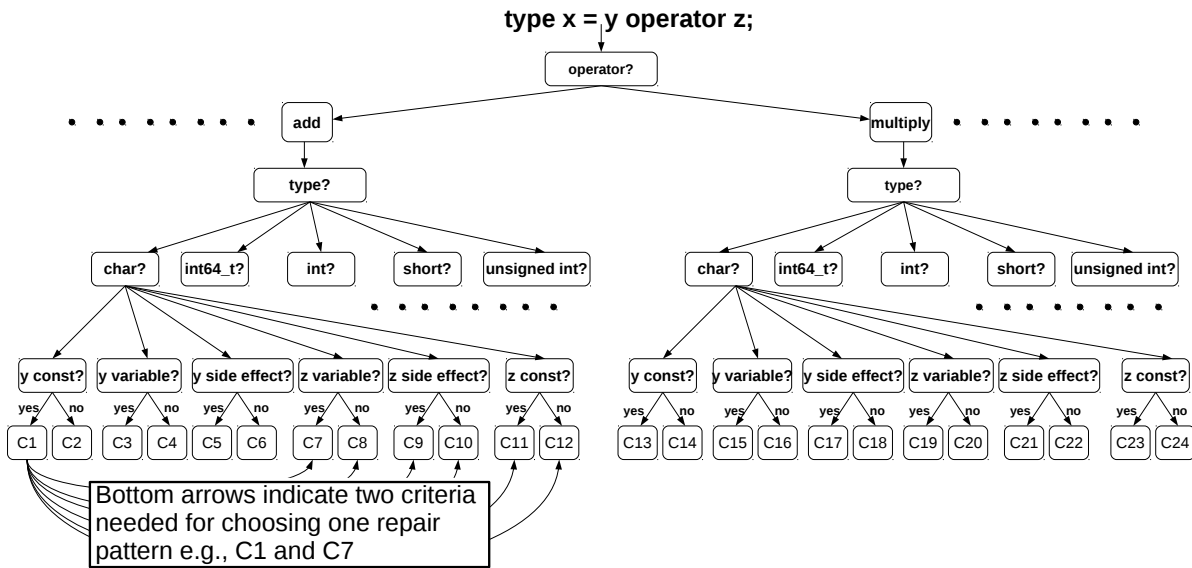 type x = y operator z;
operator?
add
multiply
type?
type?
char?
int64_t?
int?
short?
unsigned int?
char?
int64_t?
int?
short?
unsigned int?
y const?
y variable?
y side effect?
z variable?
z side effect?
z const?
y const?
y variable?
y side effect?
z variable?
z side effect?
z const?
yes no yes no yes no yes no yes no yes no
yes no yes no yes no yes no yes no yes no
C1 C2 C3 C4 C5 C6 C7 C8 C9 C10 C11 C12
C13 C14 C15 C16 C17 C18 C19 C20 C21 C22 C23 C24
Bottom arrows indicate two criteria
needed for choosing one repair
pattern e.g., C1 and C7